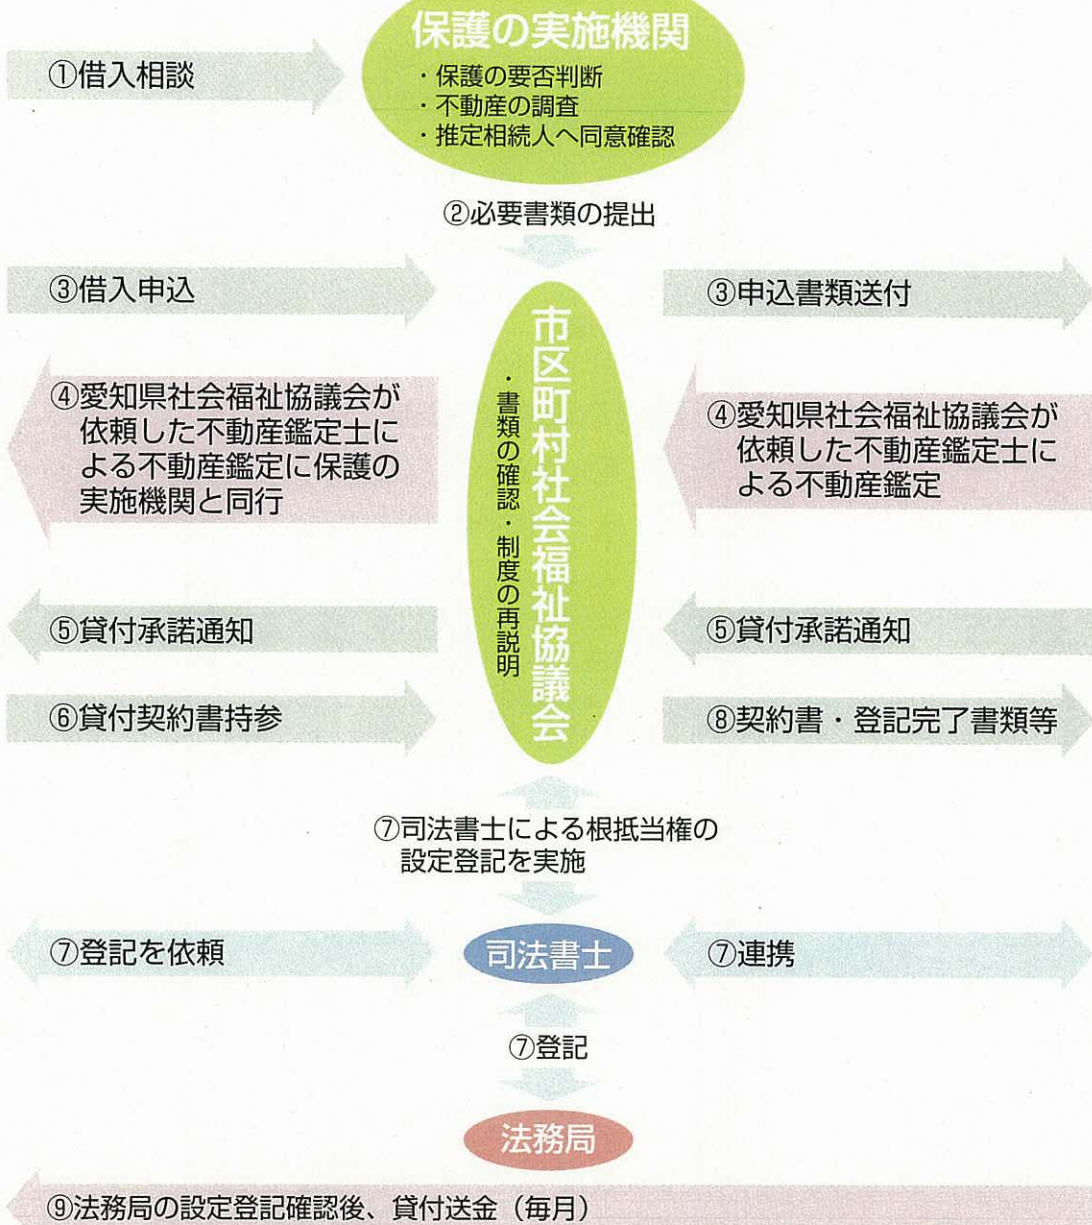 保護の実施機関
・保護の要否判断
・不動産の調査
・推定相続人へ同意確認
①借入相談
②必要書類の提出
③借入申込
市区町村社会福祉協議会
・書類の確認・制度の再説明
③申込書類送付
④愛知県社会福祉協議会が
依頼した不動産鑑定士に
よる不動産鑑定に保護の
実施機関と同行
④愛知県社会福祉協議会が
依頼した不動産鑑定士に
よる不動産鑑定
⑤貸付承諾通知
⑤貸付承諾通知
⑥貸付契約書持参
⑧契約書・登記完了書類等
⑦司法書士による根抵当権の
設定登記を実施
⑦登記を依頼
司法書士
⑦連携
⑦登記
法務局
⑨法務局の設定登記確認後、貸付送金（毎月）